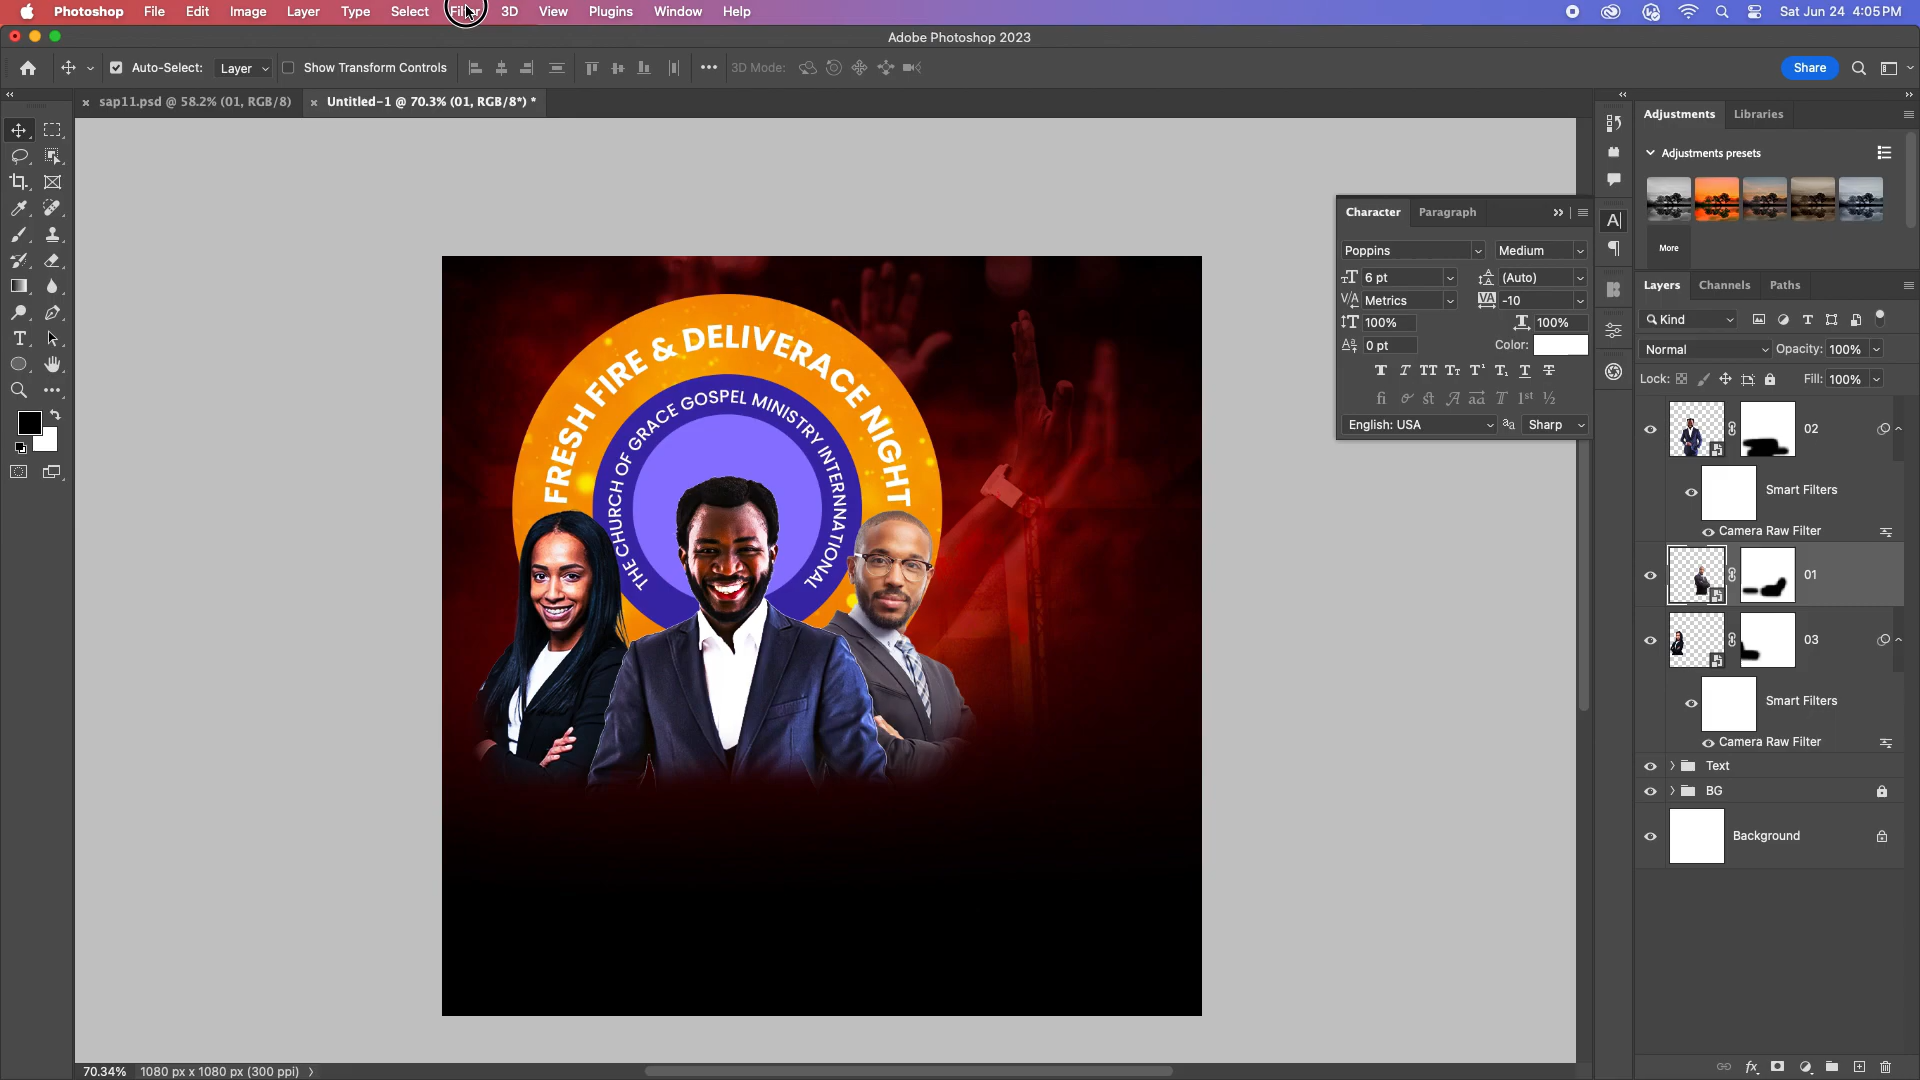 Photoshop File Edit Image Layer Type Select Filter 3D View Plugins Window Help Sat Jun 24 4:05 PM
Adobe Photoshop 2023
Auto-Select: Layer Show Transform Controls 3D Mode: Share
sap11.psd @ 58.2% (01, RGB/8) Untitled-1 @ 70.3% (01, RGB/8*) *
Adjustments Libraries
Adjustments presets
More
Character Paragraph
Poppins Medium
6 pt (Auto)
Metrics -10
100% 100%
0 pt Color:
English: USA Sharp
Layers Channels Paths
Kind
Normal Opacity: 100%
Lock: Fill: 100%
02
Smart Filters
Camera Raw Filter
01
03
Smart Filters
Camera Raw Filter
Text
BG
Background
FRESH FIRE & DELIVERACE NIGHT
THE CHURCH OF GRACE GOSPEL MINISTRY INTERNNATIONAL
70.34% 1080 px x 1080 px (300 ppi)